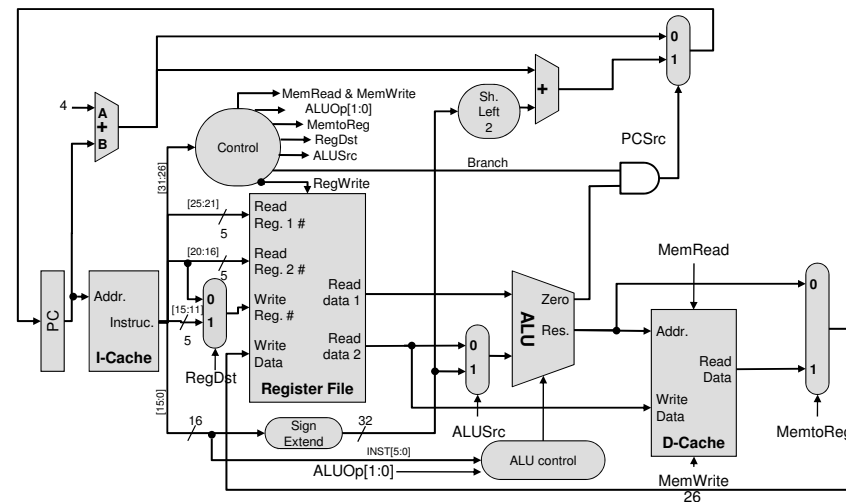 0
1
4
A
+
B
+
Sh.
Left
2
MemRead & MemWrite
ALUOp[1:0]
MemtoReg
RegDst
ALUSrc
Control
PCSrc
Branch
[31:26]
RegWrite
[25:21]
5
Read
Reg. 1 #
[20:16]
5
Read
Reg. 2 #
MemRead
PC
Addr.
Instruc.
I-Cache
[15:11]
5
0
1
RegDst
Write
Reg. #
Write
Data
Read
data 1
Read
data 2
Register File
0
1
ALUSrc
ALU
Zero
Res.
Addr.
Read
Data
Write
Data
D-Cache
0
1
MemtoReg
[15:0]
16
Sign
Extend
32
INST[5:0]
ALUOp[1:0]
ALU control
MemWrite
26